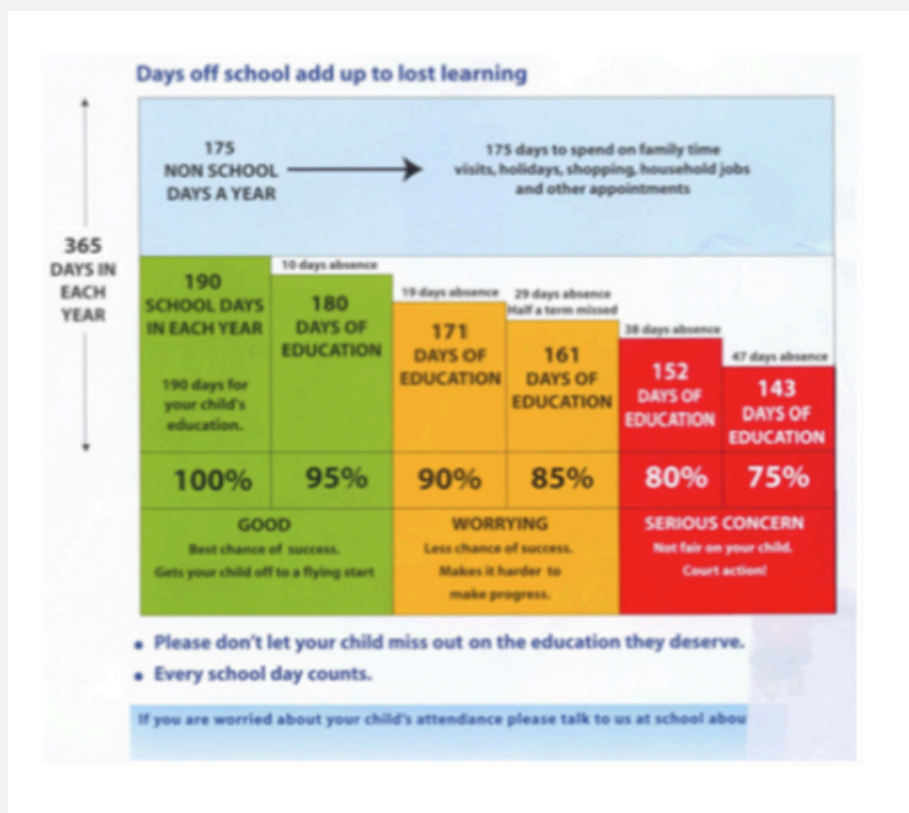 Days off school add up to lost learning
175
NON SCHOOL
DAYS A YEAR
175 days to spend on family time
visits, holidays, shopping, household jobs
and other appointments
365
DAYS IN
EACH
YEAR
190
SCHOOL DAYS
IN EACH YEAR
190 days for
your child's
education.
10 days absence
180
DAYS OF
EDUCATION
19 days absence
171
DAYS OF
EDUCATION
29 days absence
Half a term missed
161
DAYS OF
EDUCATION
38 days absence
152
DAYS OF
EDUCATION
47 days absence
143
DAYS OF
EDUCATION
100%
95%
90%
85%
80%
75%
GOOD
Best chance of success.
Gets your child off to a flying start
WORRYING
Less chance of success.
Makes it harder to
make progress.
SERIOUS CONCERN
Not fair on your child.
Court action!
• Please don't let your child miss out on the education they deserve.
• Every school day counts.
If you are worried about your child's attendance please talk to us at school abou